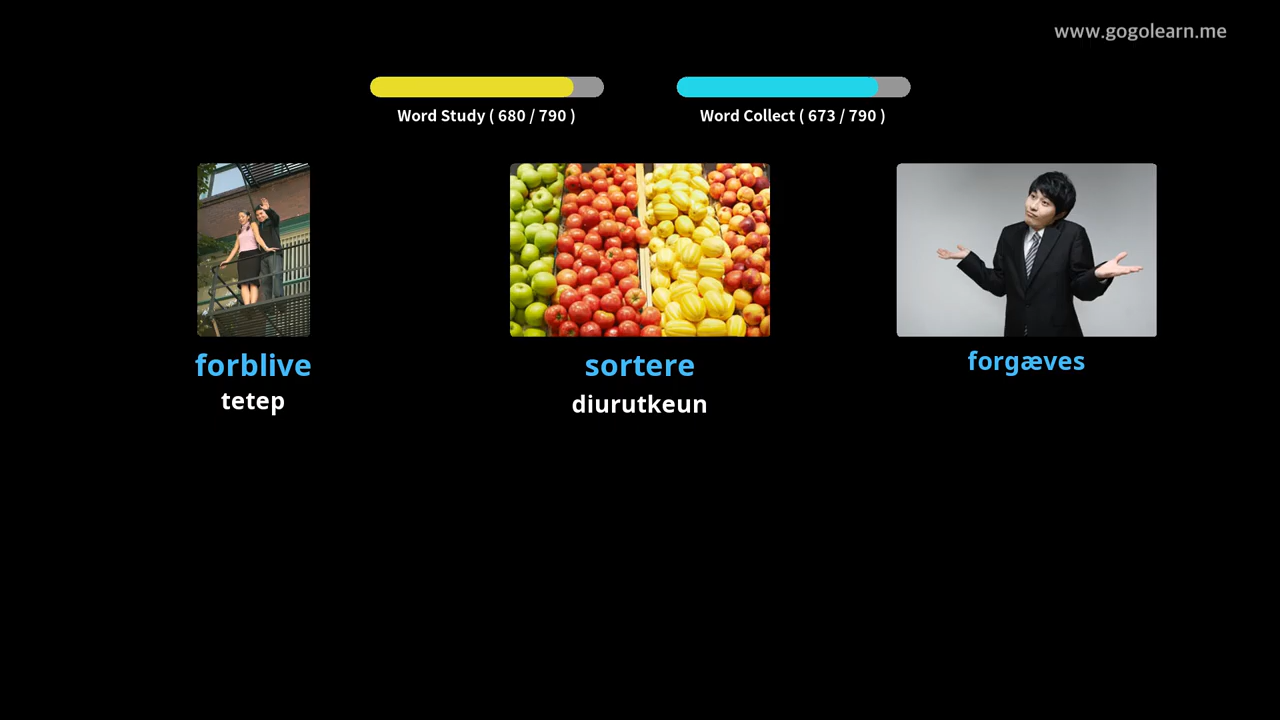 www.gogolearn.me
Word Study ( 680 / 790 )
Word Collect ( 673 / 790 )
forblive
tetep
sortere
diurutkeun
forgæves